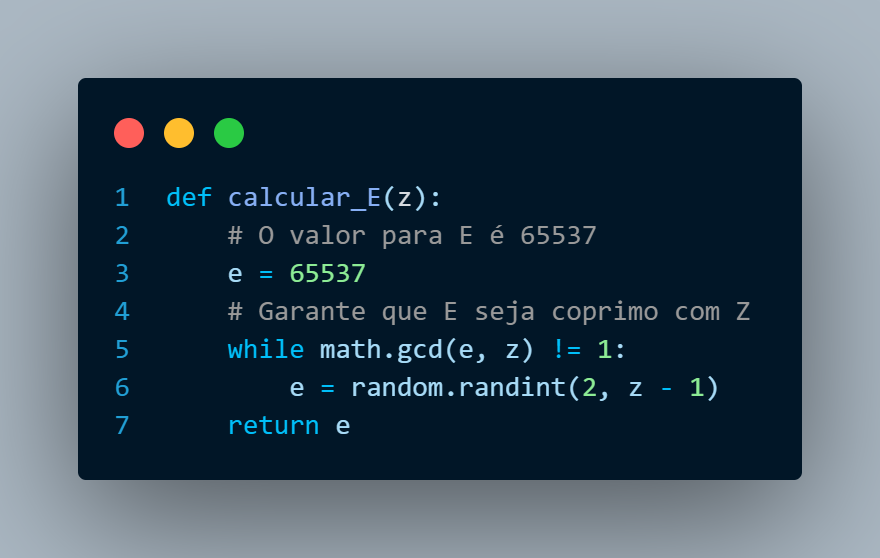 1 def calcular_E(z):
2     # O valor para E é 65537
3     e = 65537
4     # Garante que E seja coprimo com Z
5     while math.gcd(e, z) != 1:
6         e = random.randint(2, z - 1)
7     return e